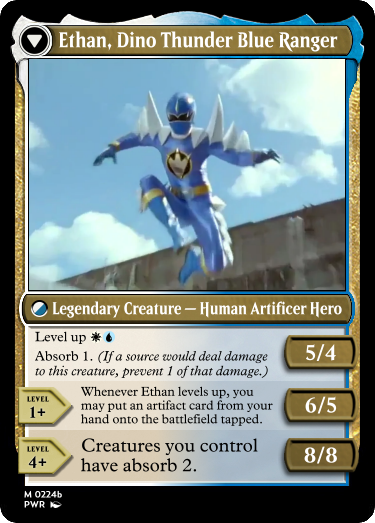 Ethan, Dino Thunder Blue Ranger
Legendary Creature — Human Artificer Hero
Level up
Absorb 1. (If a source would deal damage
to this creature, prevent 1 of that damage.)
5/4
LEVEL
1+
Whenever Ethan levels up, you
may put an artifact card from your
hand onto the battlefield tapped.
6/5
LEVEL
4+
Creatures you control
have absorb 2.
8/8
M 0224b
PWR